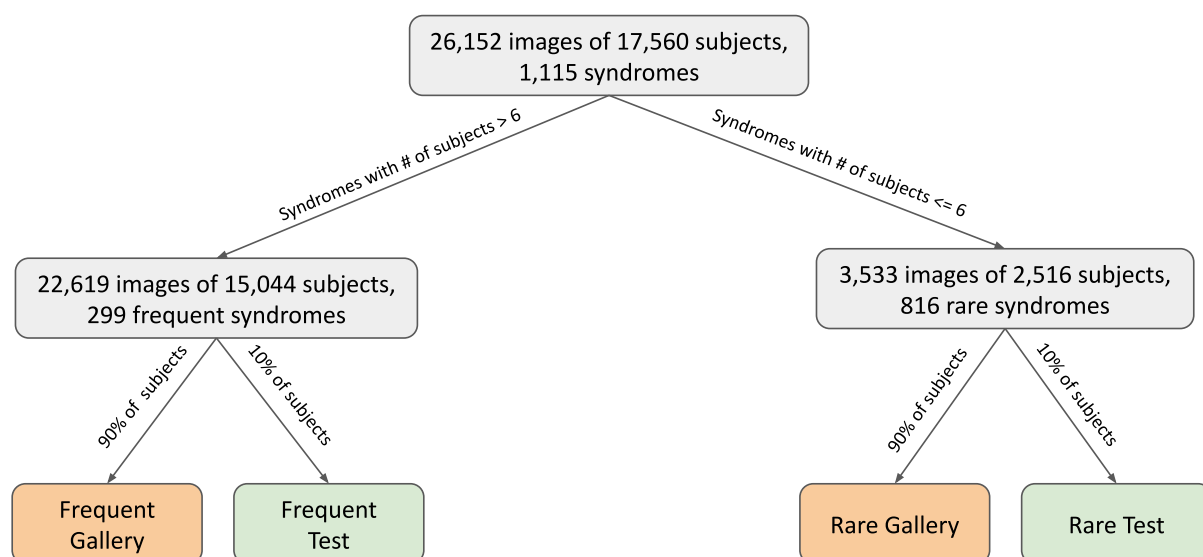 26,152 images of 17,560 subjects,
1,115 syndromes
Syndromes with # of subjects > 6
Syndromes with # of subjects <= 6
22,619 images of 15,044 subjects,
299 frequent syndromes
3,533 images of 2,516 subjects,
816 rare syndromes
90% of subjects
10% of subjects
90% of subjects
10% of subjects
Frequent
Gallery
Frequent
Test
Rare Gallery
Rare Test